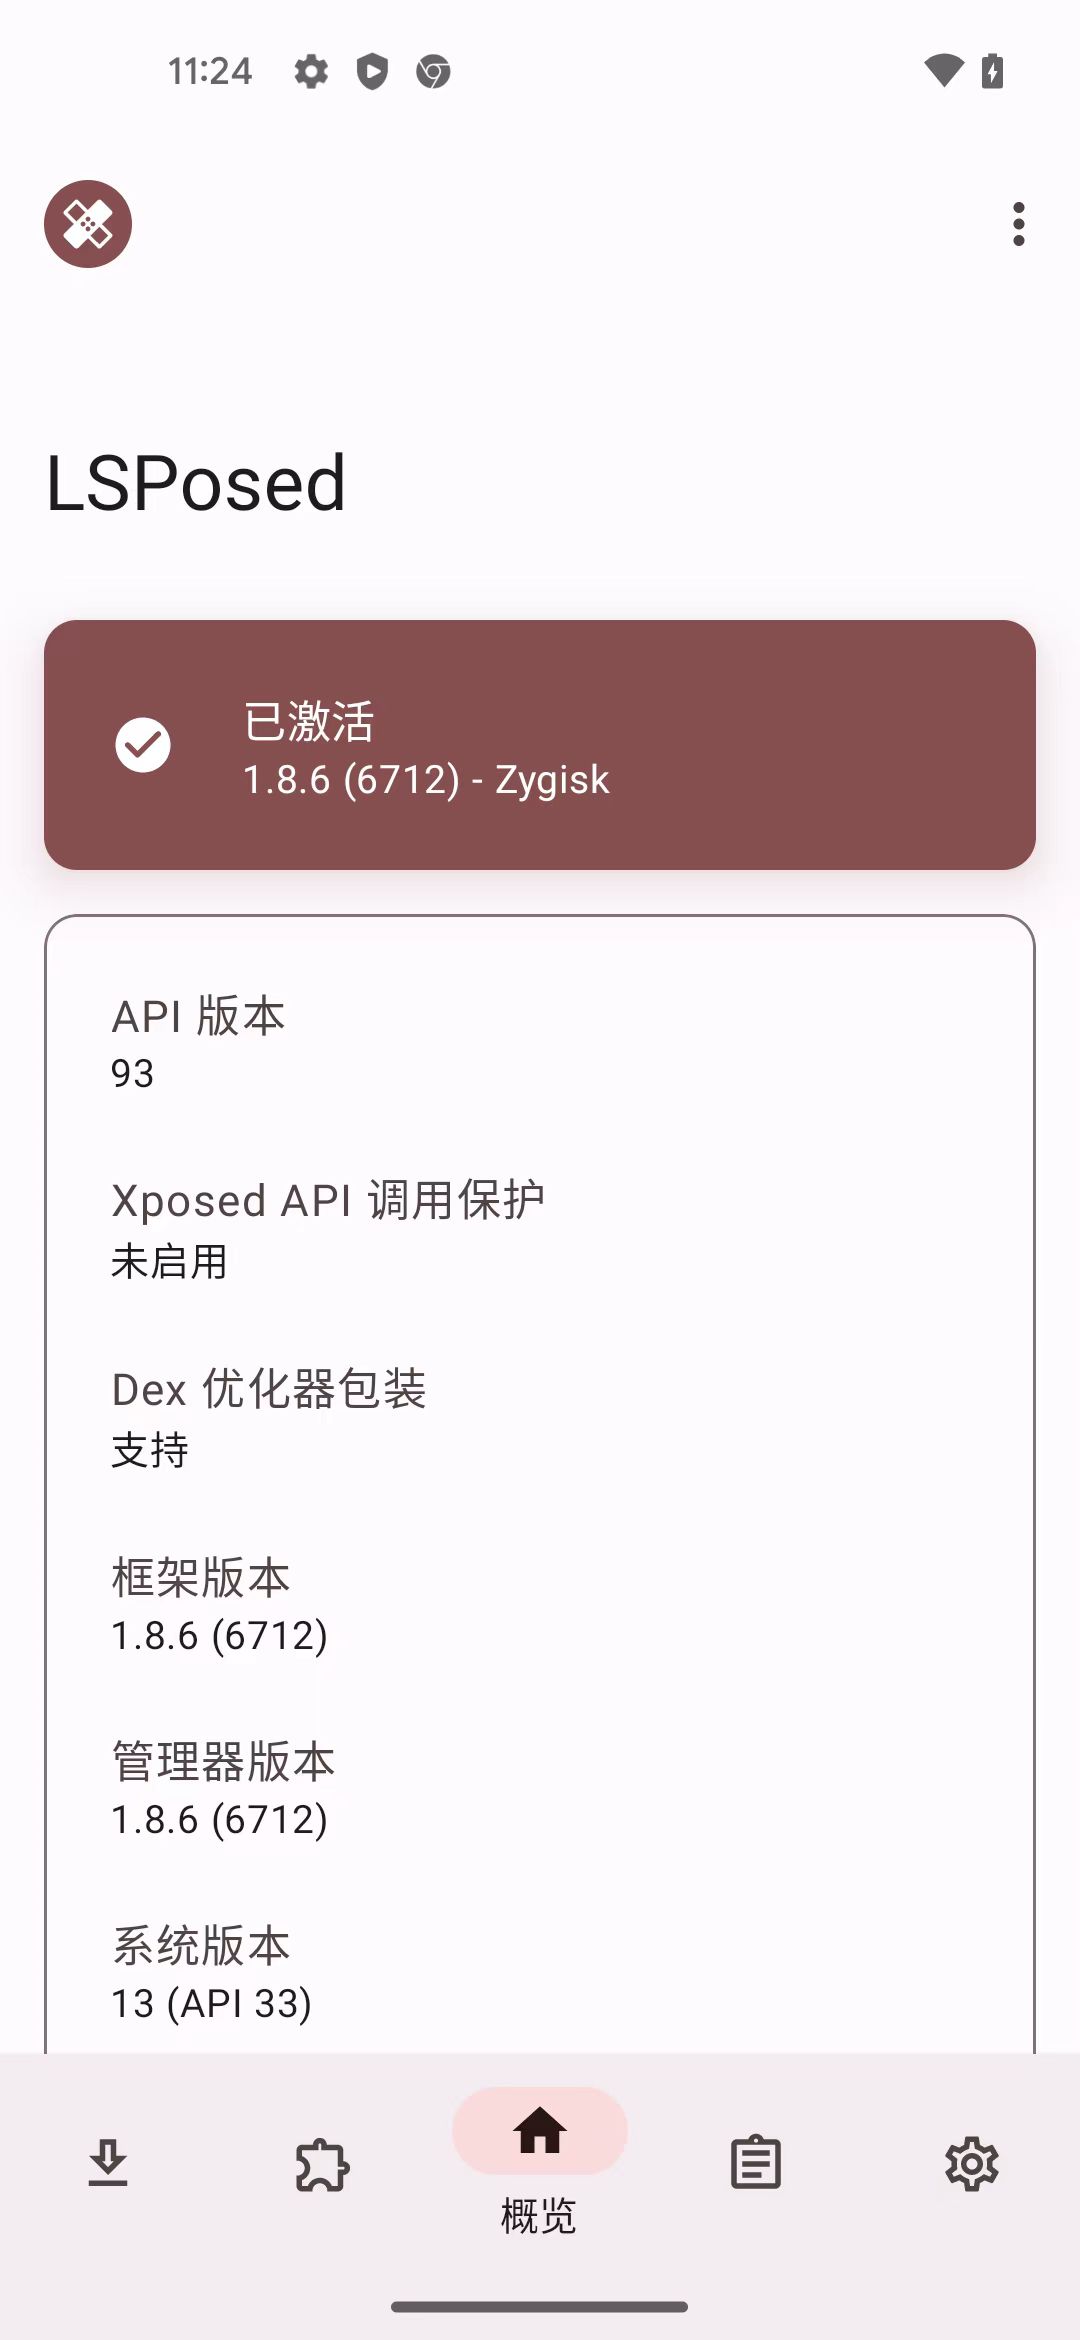 11:24
LSPosed
已激活
1.8.6 (6712) - Zygisk
API 版本
93
Xposed API 调用保护
未启用
Dex 优化器包装
支持
框架版本
1.8.6 (6712)
管理器版本
1.8.6 (6712)
系统版本
13 (API 33)
概览